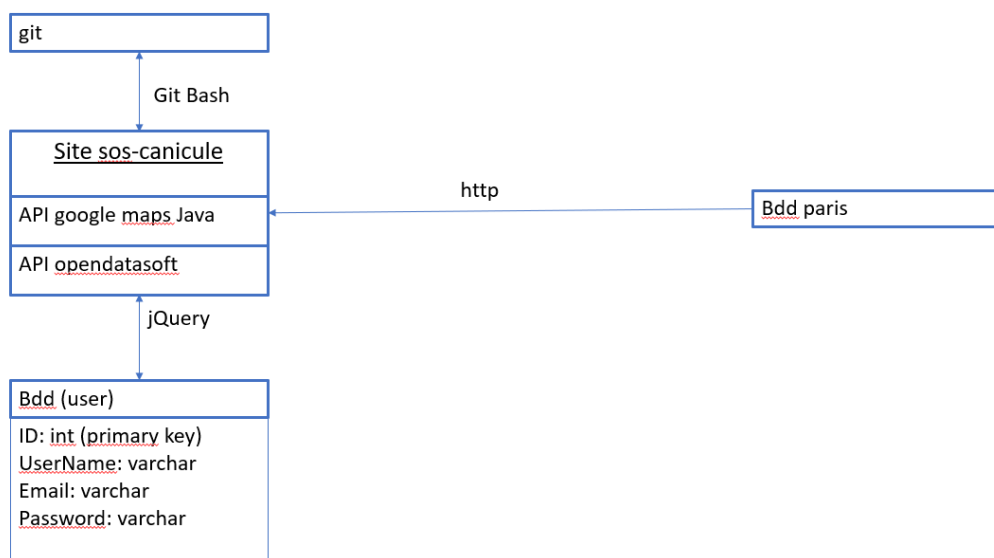 git
Git Bash
Site sos-canicule
API google maps Java
http
Bdd paris
API opendatasoft
jQuery
Bdd (user)
ID: int (primary key)
UserName: varchar
Email: varchar
Password: varchar